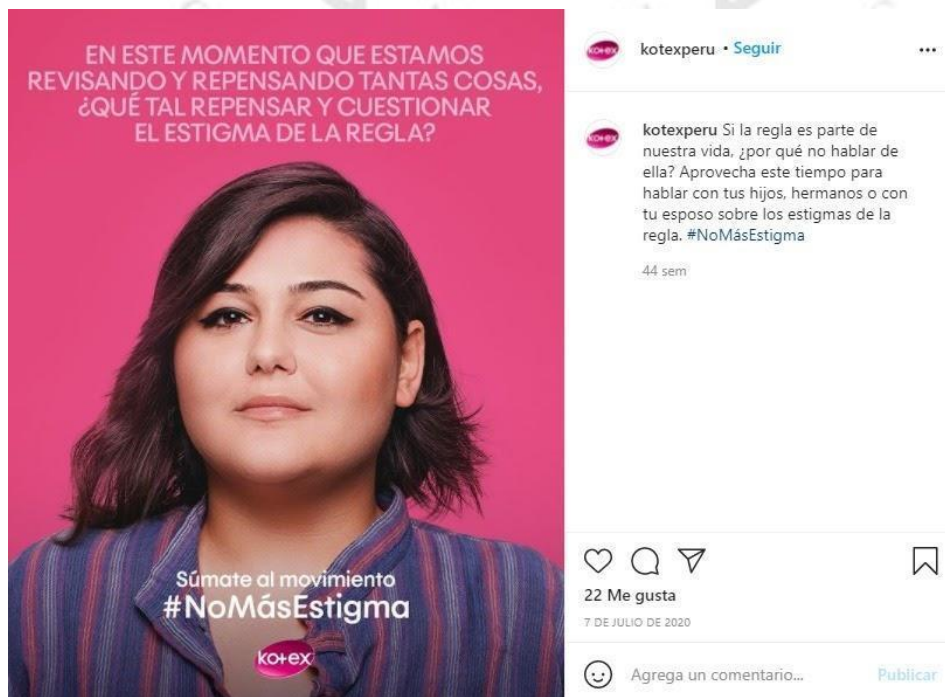 EN ESTE MOMENTO QUE ESTAMOS
REVISANDO Y REPENSANDO TANTAS COSAS,
¿QUÉ TAL REPENSAR Y CUESTIONAR
EL ESTIGMA DE LA REGLA?
Súmate al movimiento
#NoMásEstigma
kotex
kotex
kotexperu • Seguir
kotex
kotexperu Si la regla es parte de
nuestra vida, ¿por qué no hablar de
ella? Aprovecha este tiempo para
hablar con tus hijos, hermanos o con
tu esposo sobre los estigmas de la
regla. #NoMásEstigma
44 sem
22 Me gusta
7 DE JULIO DE 2020
Agrega un comentario...
Publicar